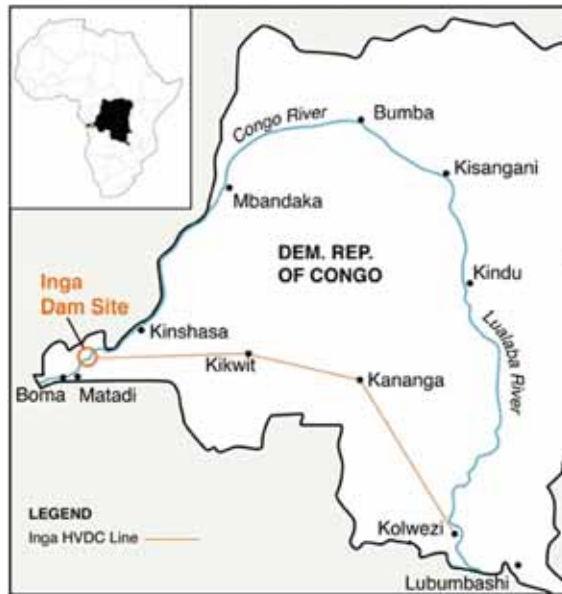 Congo River
Bumba
Kisangani
Mbandaka
DEM. REP.
OF CONGO
Kindu
Inga
Dam Site
Lualaba River
Kinshasa
Kikwit
Kananga
Boma
Matadi
LEGEND
Inga HVDC Line
Kolwezi
Lubumbashi